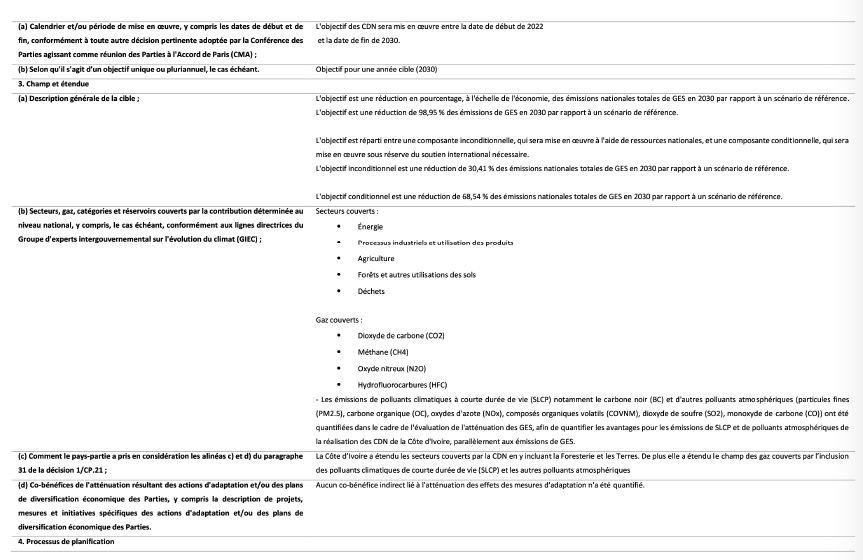 (a) Calendrier et/ou période de mise en œuvre, y compris les dates de début et de
fin, conformément à toute autre décision pertinente adoptée par la Conférence des
Parties agissant comme réunion des Parties à l'Accord de Paris (CMA) ;
L'objectif des CDN sera mis en œuvre entre la date de début de 2022
et la date de fin de 2030.
(b) Selon qu'il s'agit d'un objectif unique ou pluriannuel, le cas échéant.
Objectif pour une année cible (2030)
3. Champ et étendue
(a) Description générale de la cible ;
L'objectif est une réduction en pourcentage, à l'échelle de l'économie, des émissions nationales totales de GES en 2030 par rapport à un scénario de référence.
L'objectif est une réduction de 98,95 % des émissions de GES en 2030 par rapport à un scénario de référence.
L'objectif est réparti entre une composante inconditionnelle, qui sera mise en œuvre à l'aide de ressources nationales, et une composante conditionnelle, qui sera
mise en œuvre sous réserve du soutien international nécessaire.
L'objectif inconditionnel est une réduction de 30,41 % des émissions nationales totales de GES en 2030 par rapport à un scénario de référence.
L'objectif conditionnel est une réduction de 68,54 % des émissions nationales totales de GES en 2030 par rapport à un scénario de référence.
(b) Secteurs, gaz, catégories et réservoirs couverts par la contribution déterminée au
niveau national, y compris, le cas échéant, conformément aux lignes directrices du
Groupe d'experts intergouvernemental sur l'évolution du climat (GIEC) ;
Secteurs couverts :
• Énergie
• Processus industriels et utilisation des produits
• Agriculture
• Forêts et autres utilisations des sols
• Déchets
Gaz couverts :
• Dioxyde de carbone (CO2)
• Méthane (CH4)
• Oxyde nitreux (N2O)
• Hydrofluorocarbures (HFC)
- Les émissions de polluants climatiques à courte durée de vie (SLCP) notamment le carbone noir (BC) et d'autres polluants atmosphériques (particules fines
(PM2.5), carbone organique (OC), oxydes d'azote (NOx), composés organiques volatils (COVNM), dioxyde de soufre (SO2), monoxyde de carbone (CO)) ont été
quantifiées dans le cadre de l'évaluation de l'atténuation des GES, afin de quantifier les avantages pour les émissions de SLCP et de polluants atmosphériques de
la réalisation des CDN de la Côte d'Ivoire, parallèlement aux émissions de GES.
(c) Comment le pays-partie a pris en considération les alinéas c) et d) du paragraphe
31 de la décision 1/CP.21 ;
La Côte d'Ivoire a étendu les secteurs couverts par la CDN en y incluant la Foresterie et les Terres. De plus elle a étendu le champ des gaz couverts par l'inclusion
des polluants climatiques de courte durée de vie (SLCP) et les autres polluants atmosphériques
(d) Co-bénéfices de l'atténuation résultant des actions d'adaptation et/ou des plans
de diversification économique des Parties, y compris la description de projets,
mesures et initiatives spécifiques des actions d'adaptation et/ou des plans de
diversification économique des Parties.
Aucun co-bénéfice indirect lié à l'atténuation des effets des mesures d'adaptation n'a été quantifié.
4. Processus de planification